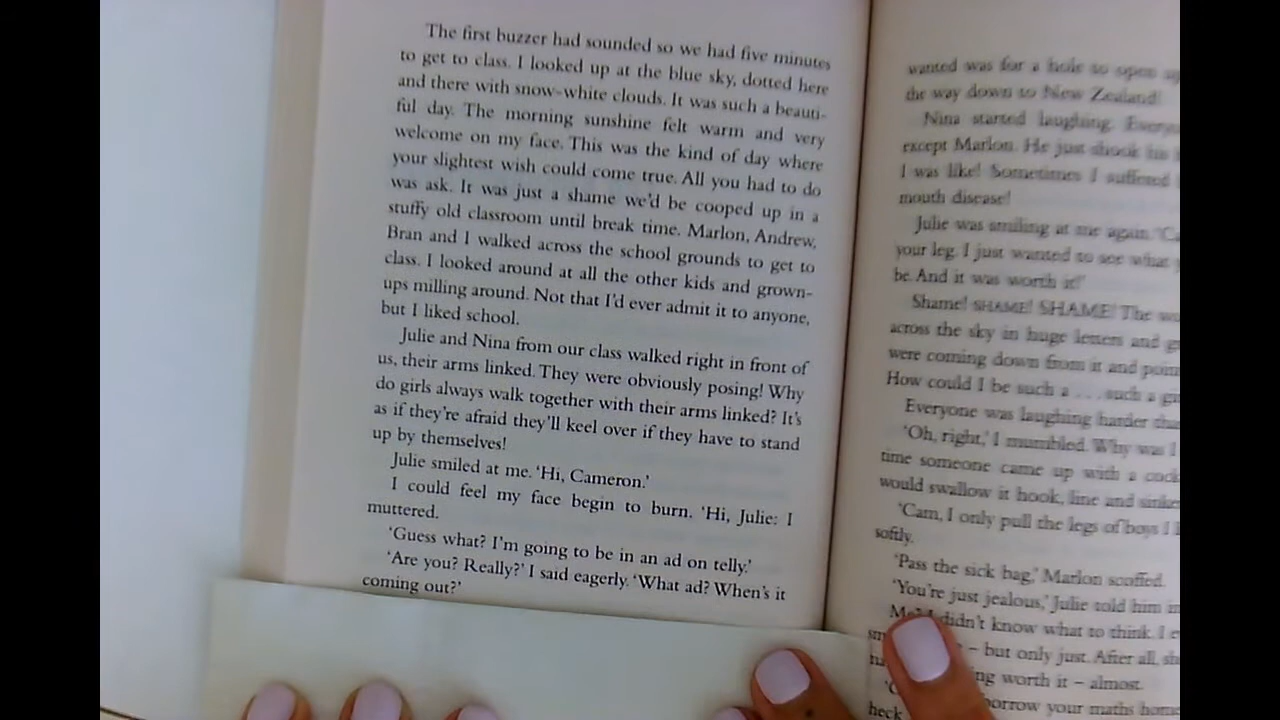 The first buzzer had sounded so we had five minutes
to get to class. I looked up at the blue sky, dotted here
and there with snow-white clouds. It was such a beauti-
ful day. The morning sunshine felt warm and very
welcome on my face. This was the kind of day where
your slightest wish could come true. All you had to do
was ask. It was just a shame we'd be cooped up in a
stuffy old classroom until break time. Marlon, Andrew,
Bran and I walked across the school grounds to get to
class. I looked around at all the other kids and grown-
ups milling around. Not that I'd ever admit it to anyone,
but I liked school.
Julie and Nina from our class walked right in front of
us, their arms linked. They were obviously posing! Why
do girls always walk together with their arms linked? It's
as if they're afraid they'll keel over if they have to stand
up by themselves!
Julie smiled at me. 'Hi, Cameron.'
I could feel my face begin to burn. 'Hi, Julie.' I
muttered.
'Guess what? I'm going to be in an ad on telly.'
'Are you? Really?' I said eagerly. 'What ad? When's it
coming out?'
wanted was for a hole to open
the way down to New Zealand!
Nina started laughing.
except Marlon. He just shook his
I was like! Sometimes I suffered
mouth disease!
Julie was smiling at me again.
your leg. I just wanted to see what
be. And it was worth it!'
Shame! SHAME! SHAME! The
across the sky in huge letters and
were coming down from it and
How could I be such a . . . such a
Everyone was laughing harder
'Oh, right,' I mumbled. Why was I
time someone came up with a
would swallow it hook, line and
'Cam, I only pull the legs of boys I
softly.
'Pass the sick bag,' Marlon scoffed.
'You're just jealous,' Julie told him
Me? I didn't know what to think. I
– but only just. After all,
worth it – almost.
borrow your maths
heck